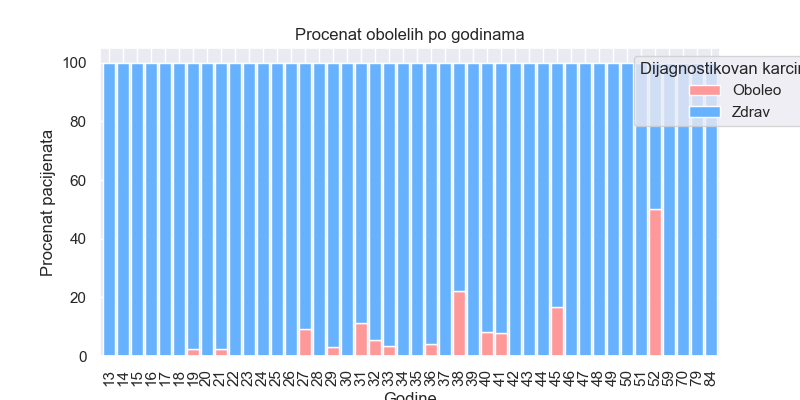 Procenat obolelih po godinama
Dijagnostikovan karcin
Oboleo
Zdrav
Procenat pacijenata
100
80
60
40
20
0
13 14 15 16 17 18 19 20 21 22 23 24 25 26 27 28 29 30 31 32 33 34 35 36 37 38 39 40 41 42 43 44 45 46 47 48 49 50 51 52 59 70 79 84
Godine